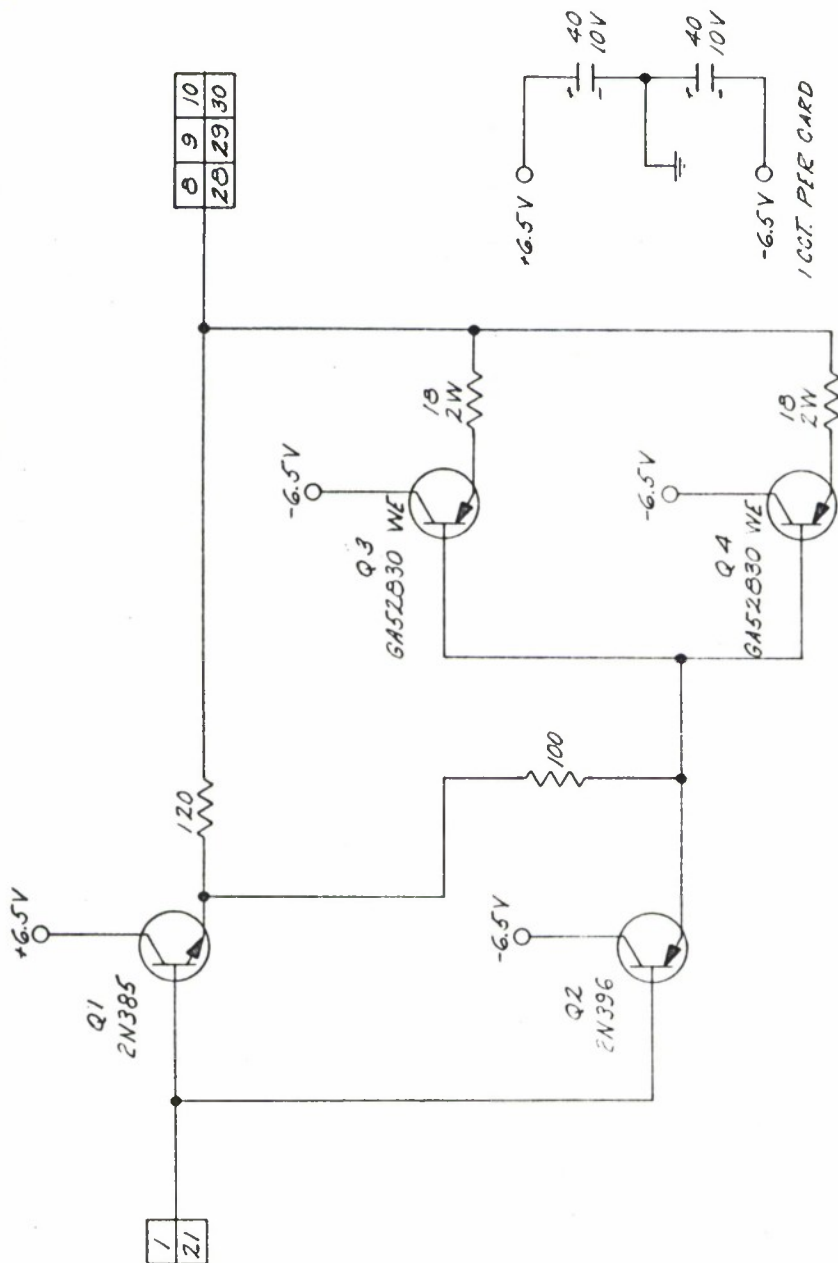 1
21
Q1
2N385
+6.5V
120
8 9 10
28 29 30
Q2
2N396
-6.5V
100
Q3
GA52830 WE
-6.5V
18
2W
Q4
GA52830 WE
-6.5V
18
2W
+6.5V
40
10V
+
-
40
10V
+
-
-6.5V
1 CCT. PER CARD